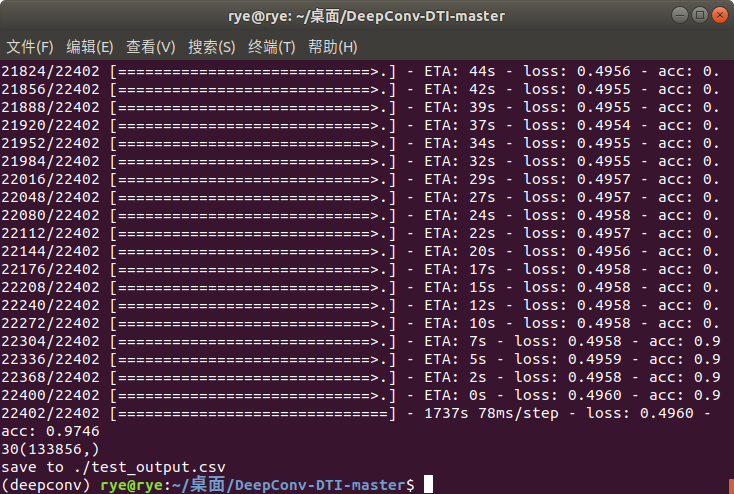 rye@rye: ~/桌面/DeepConv-DTI-master
文件(F) 编辑(E) 查看(V) 搜索(S) 终端(T) 帮助(H)
21824/22402 [============================>.] - ETA: 44s - loss: 0.4956 - acc: 0.
21856/22402 [============================>.] - ETA: 42s - loss: 0.4955 - acc: 0.
21888/22402 [============================>.] - ETA: 39s - loss: 0.4955 - acc: 0.
21920/22402 [============================>.] - ETA: 37s - loss: 0.4954 - acc: 0.
21952/22402 [============================>.] - ETA: 34s - loss: 0.4955 - acc: 0.
21984/22402 [============================>.] - ETA: 32s - loss: 0.4955 - acc: 0.
22016/22402 [============================>.] - ETA: 29s - loss: 0.4957 - acc: 0.
22048/22402 [============================>.] - ETA: 27s - loss: 0.4957 - acc: 0.
22080/22402 [============================>.] - ETA: 24s - loss: 0.4958 - acc: 0.
22112/22402 [============================>.] - ETA: 22s - loss: 0.4957 - acc: 0.
22144/22402 [============================>.] - ETA: 20s - loss: 0.4956 - acc: 0.
22176/22402 [============================>.] - ETA: 17s - loss: 0.4958 - acc: 0.
22208/22402 [============================>.] - ETA: 15s - loss: 0.4958 - acc: 0.
22240/22402 [============================>.] - ETA: 12s - loss: 0.4958 - acc: 0.
22272/22402 [============================>.] - ETA: 10s - loss: 0.4958 - acc: 0.
22304/22402 [============================>.] - ETA: 7s - loss: 0.4958 - acc: 0.9
22336/22402 [============================>.] - ETA: 5s - loss: 0.4959 - acc: 0.9
22368/22402 [============================>.] - ETA: 2s - loss: 0.4958 - acc: 0.9
22400/22402 [============================>.] - ETA: 0s - loss: 0.4960 - acc: 0.9
22402/22402 [==============================] - 1737s 78ms/step - loss: 0.4960 -
acc: 0.9746
30(133856,)
save to ./test_output.csv
(deepconv) rye@rye:~/桌面/DeepConv-DTI-master$